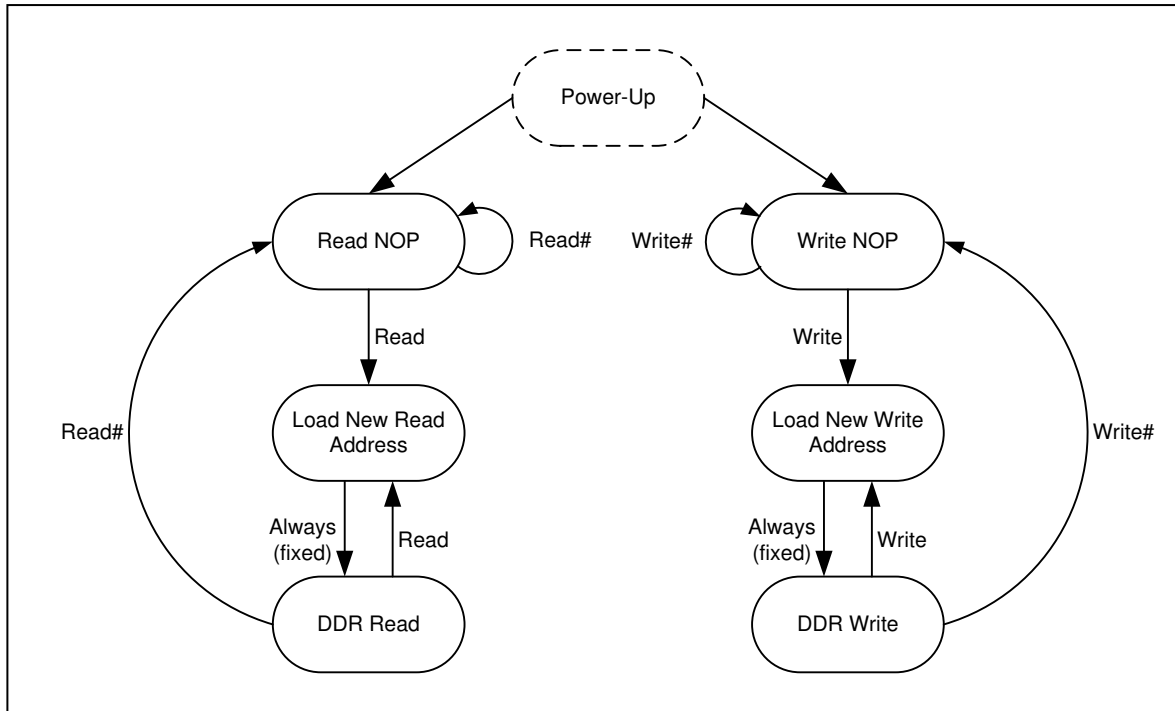 Power-Up
Read NOP
Read#
Write#
Write NOP
Read
Write
Load New Read
Address
Load New Write
Address
Read#
Write#
Always
(fixed)
Read
Always
(fixed)
Write
DDR Read
DDR Write